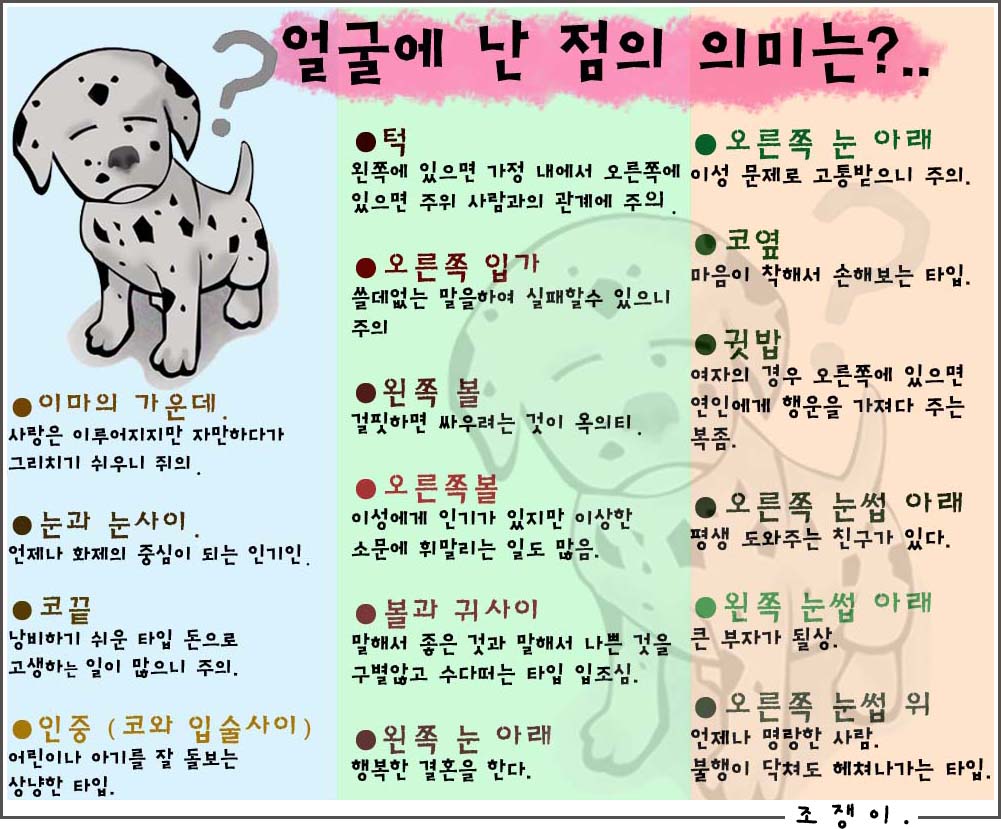 얼굴에 난 점의 의미는?..
●이마의 가운데.
사랑은 이루어지지만 자만하다가
그리치기 쉬우니 쥐의.
●눈과 눈사이.
언제나 화제의 중심이 되는 인기인.
●코끝
낭비하기 쉬운 타입 돈으로
고생하는 일이 많으니 주의.
●인중 (코와 입술사이)
어린이나 아기를 잘 돌보는
상냥한 타입.
●턱
왼쪽에 있으면 가정 내에서 오른쪽에
있으면 주위 사람과의 관계에 주의.
●오른쪽 입가
쓸데없는 말을하여 실패할수 있으니
주의
●왼쪽 볼
걸핏하면 싸우려는 것이 옥의티.
●오른쪽볼
이성에게 인기가 있지만 이상한
소문에 휘말리는 일도 많음.
●볼과 귀사이
말해서 좋은 것과 말해서 나쁜 것을
구별않고 수다떠는 타입 입조심.
●왼쪽 눈 아래
행복한 결혼을 한다.
●오른쪽 눈 아래
이성 문제로 고통받으니 주의.
●코옆
마음이 착해서 손해보는 타입.
●귓밥
여자의 경우 오른쪽에 있으면
연인에게 행운을 가져다 주는
복점.
●오른쪽 눈썹 아래
평생 도와주는 친구가 있다.
●왼쪽 눈썹 아래
큰 부자가 될상.
●오른쪽 눈썹 위
언제나 명랑한 사람.
불행이 닥쳐도 헤쳐나가는 타입.
조쟁이.